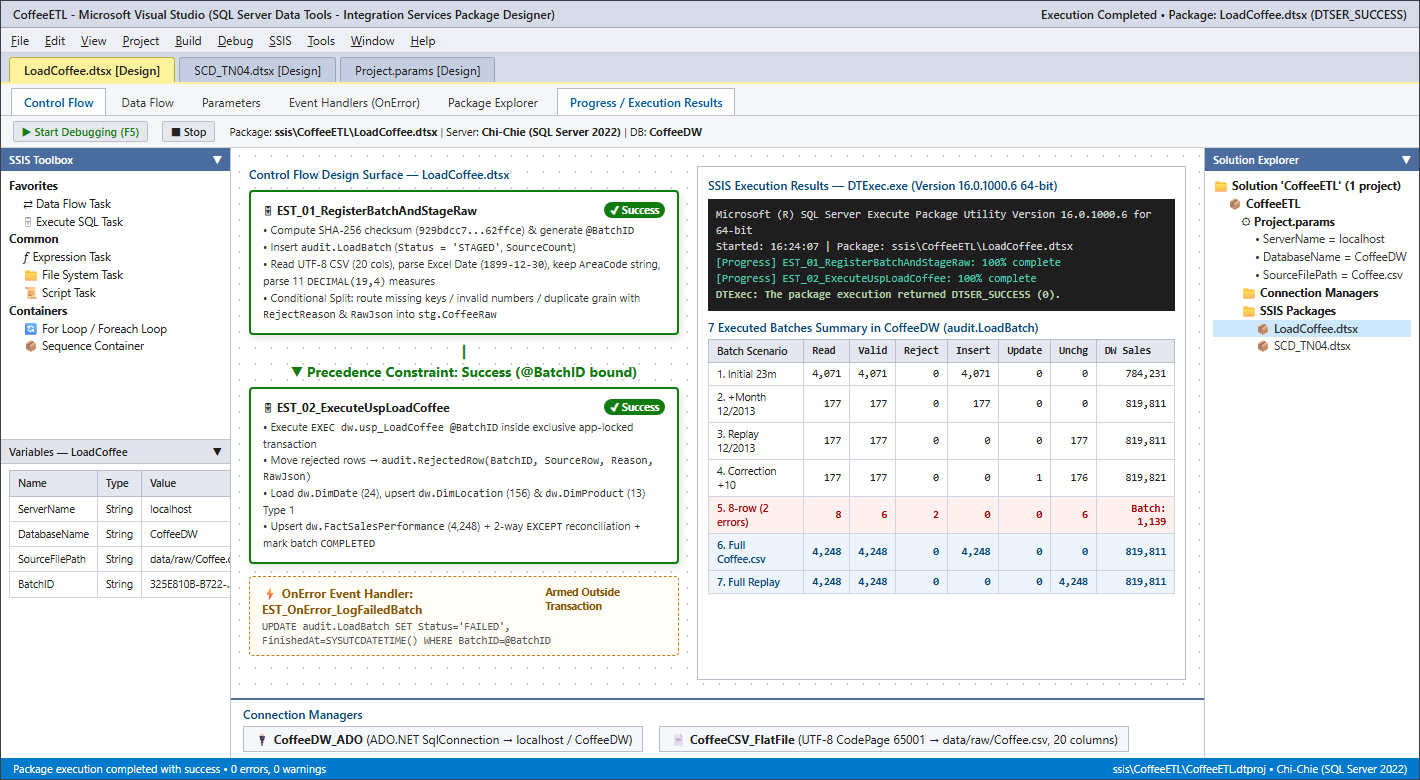 CoffeeETL - Microsoft Visual Studio (SQL Server Data Tools - Integration Services Package Designer)
Execution Completed • Package: LoadCoffee.dtsx (DTSER_SUCCESS)
File Edit View Project Build Debug SSIS Tools Window Help
LoadCoffee.dtsx [Design]
SCD_TN04.dtsx [Design]
Project.params [Design]
Control Flow
Data Flow
Parameters
Event Handlers (OnError)
Package Explorer
Progress / Execution Results
▶ Start Debugging (F5)
■ Stop
Package: ssis\CoffeeETL\LoadCoffee.dtsx | Server: Chi-Chie (SQL Server 2022) | DB: CoffeeDW
SSIS Toolbox ▼
Favorites
⇄ Data Flow Task
Execute SQL Task
Common
ƒ Expression Task
File System Task
Script Task
Containers
For Loop / Foreach Loop
Sequence Container
Variables — LoadCoffee ▼
Name Type Value
ServerName String localhost
DatabaseName String CoffeeDW
SourceFilePath String data/raw/Coffee.c
BatchID String 325E810B-B722-..
Control Flow Design Surface — LoadCoffee.dtsx
EST_01_RegisterBatchAndStageRaw
✓ Success
• Compute SHA-256 checksum (929bdcc7...62ffce) & generate @BatchID
• Insert audit.LoadBatch (Status = 'STAGED', SourceCount)
• Read UTF-8 CSV (20 cols), parse Excel Date (1899-12-30), keep AreaCode string,
parse 11 DECIMAL(19,4) measures
• Conditional Split: route missing keys / invalid numbers / duplicate grain with
RejectReason & RawJson into stg.CoffeeRaw
|
▼ Precedence Constraint: Success (@BatchID bound)
EST_02_ExecuteUspLoadCoffee
✓ Success
• Execute EXEC dw.usp_LoadCoffee @BatchID inside exclusive app-locked
transaction
• Move rejected rows → audit.RejectedRow(BatchID, SourceRow, Reason,
RawJson)
• Load dw.DimDate (24), upsert dw.DimLocation (156) & dw.DimProduct (13)
Type 1
• Upsert dw.FactSalesPerformance (4,248) + 2-way EXCEPT reconciliation +
mark batch COMPLETED
⚡ OnError Event Handler:
EST_OnError_LogFailedBatch
Armed Outside
Transaction
UPDATE audit.LoadBatch SET Status='FAILED',
FinishedAt=SYSUTCDATETIME() WHERE BatchID=@BatchID
SSIS Execution Results — DTExec.exe (Version 16.0.1000.6 64-bit)
Microsoft (R) SQL Server Execute Package Utility Version 16.0.1000.6 for
64-bit
Started: 16:24:07 | Package: ssis\CoffeeETL\LoadCoffee.dtsx
[Progress] EST_01_RegisterBatchAndStageRaw: 100% complete
[Progress] EST_02_ExecuteUspLoadCoffee: 100% complete
DTExec: The package execution returned DTSER_SUCCESS (0).
7 Executed Batches Summary in CoffeeDW (audit.LoadBatch)
Batch Scenario Read Valid Reject Insert Update Unchg DW Sales
1. Initial 23m 4,071 4,071 0 4,071 0 0 784,231
2. +Month
12/2013 177 177 0 177 0 0 819,811
3. Replay
12/2013 177 177 0 0 0 177 819,811
4. Correction
+10 177 177 0 0 1 176 819,821
5. 8-row (2
errors) 8 6 2 0 0 6 Batch:
1,139
6. Full
Coffee.csv 4,248 4,248 0 4,248 0 0 819,811
7. Full Replay 4,248 4,248 0 0 0 4,248 819,811
Connection Managers
CoffeeDW_ADO (ADO.NET SqlConnection → localhost / CoffeeDW)
CoffeeCSV_FlatFile (UTF-8 CodePage 65001 → data/raw/Coffee.csv, 20 columns)
Solution Explorer ▼
Solution 'CoffeeETL' (1 project)
CoffeeETL
Project.params
• ServerName = localhost
• DatabaseName = CoffeeDW
• SourceFilePath = Coffee.csv
Connection Managers
SSIS Packages
LoadCoffee.dtsx
SCD_TN04.dtsx
Package execution completed with success • 0 errors, 0 warnings
ssis\CoffeeETL\CoffeeETL.dtproj • Chi-Chie (SQL Server 2022)